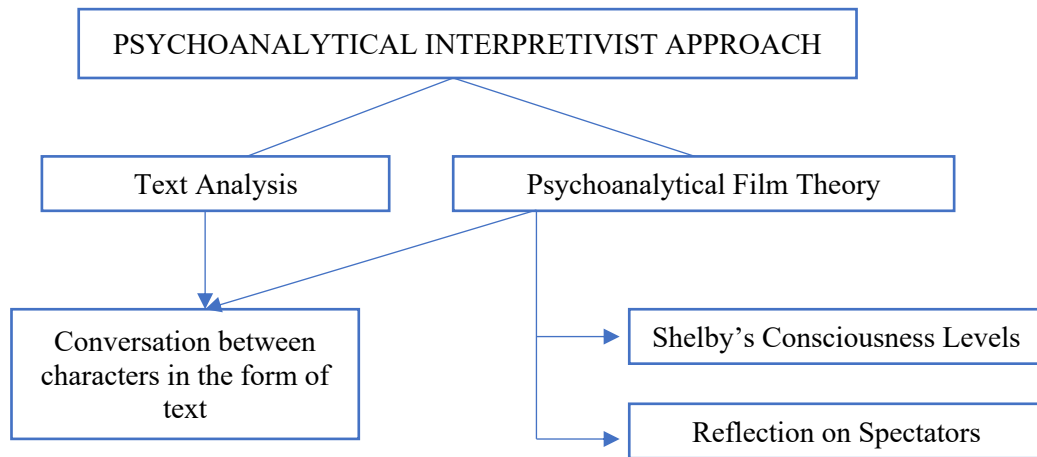 PSYCHOANALYTICAL INTERPRETIVIST APPROACH
Text Analysis
Psychoanalytical Film Theory
Conversation between
characters in the form of
text
Shelby’s Consciousness Levels
Reflection on Spectators